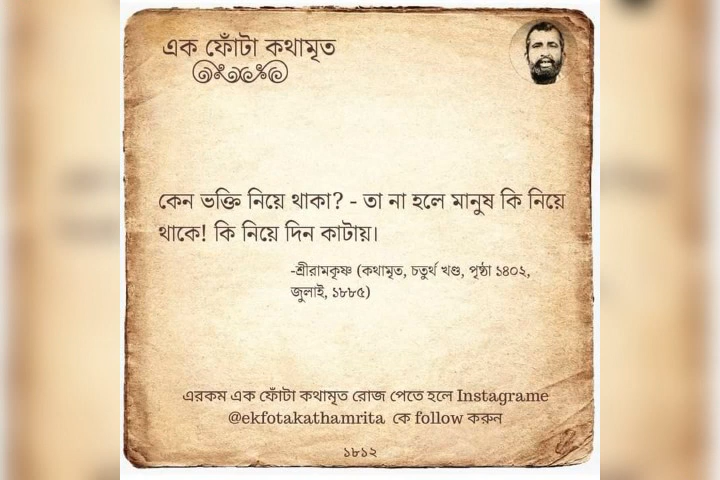 এক ফোঁটা কথামৃত
কেন ভক্তি নিয়ে থাকা? - তা না হলে মানুষ কি নিয়ে
থাকে! কি নিয়ে দিন কাটায়।
-শ্রীরামকৃষ্ণ (কথামৃত, চতুর্থ খণ্ড, পৃষ্ঠা ১৪০২,
জুলাই, ১৮৮৫)
এরকম এক ফোঁটা কথামৃত রোজ পেতে হলে Instagrame
@ekfotakathamrita কে follow করুন
১৮১২